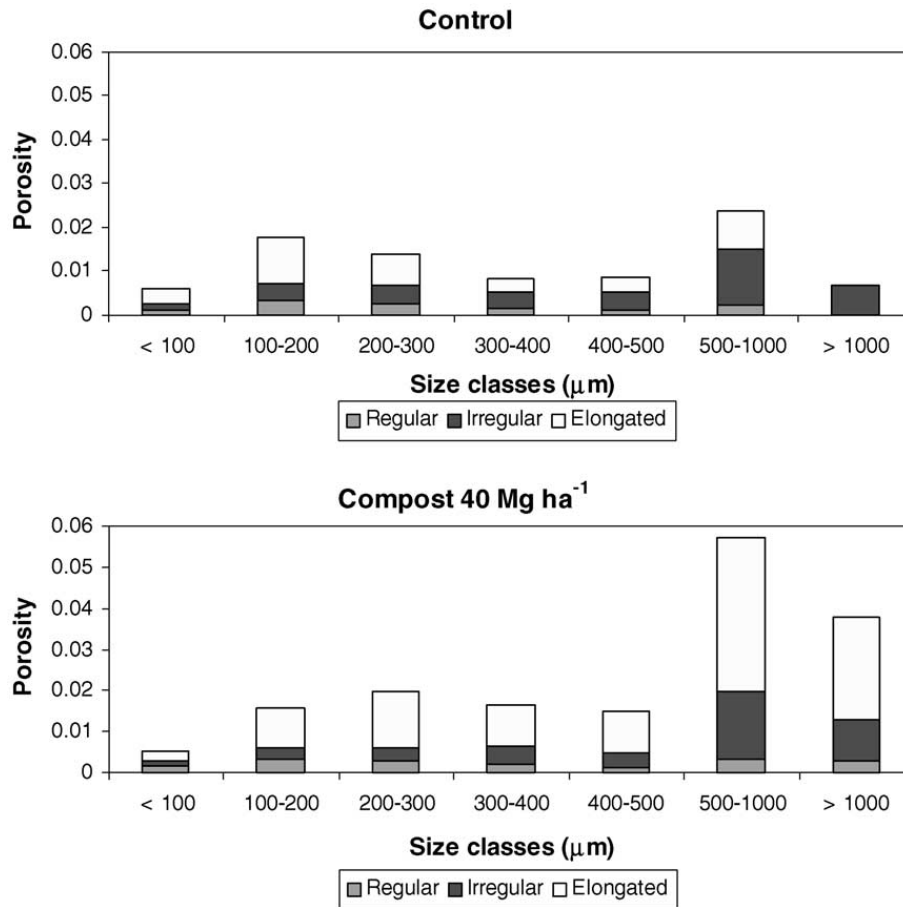 Control
0.06
0.05
0.04
0.03
0.02
0.01
0
Porosity
< 100 100-200 200-300 300-400 400-500 500-1000 > 1000
Size classes (μm)
Regular Irregular Elongated
Compost 40 Mg ha⁻¹
0.06
0.05
0.04
0.03
0.02
0.01
0
Porosity
< 100 100-200 200-300 300-400 400-500 500-1000 > 1000
Size classes (μm)
Regular Irregular Elongated